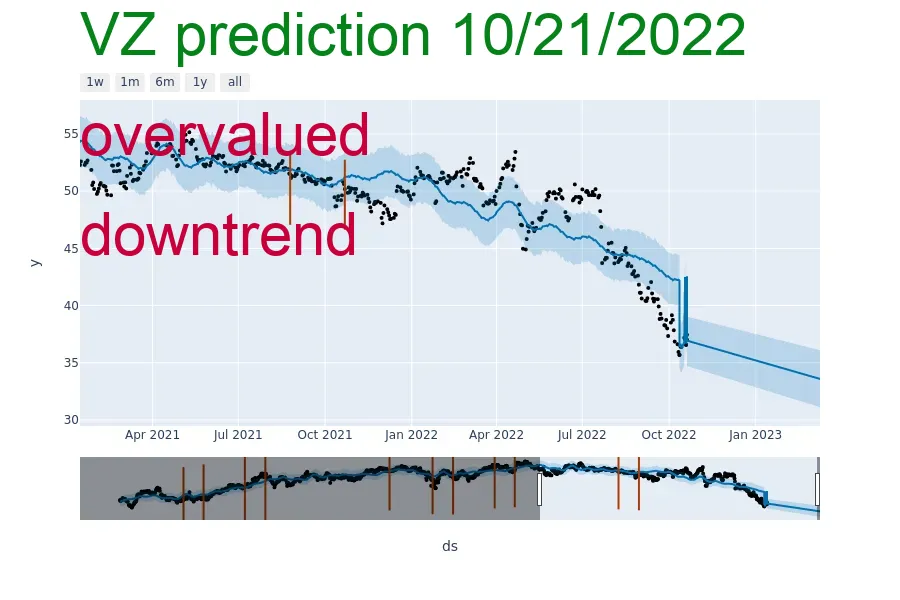 VZ prediction 10/21/2022
1w 1m 6m 1y all
overvalued
downtrend
55
50
45
40
35
30
y
Apr 2021 Jul 2021 Oct 2021 Jan 2022 Apr 2022 Jul 2022 Oct 2022 Jan 2023
ds